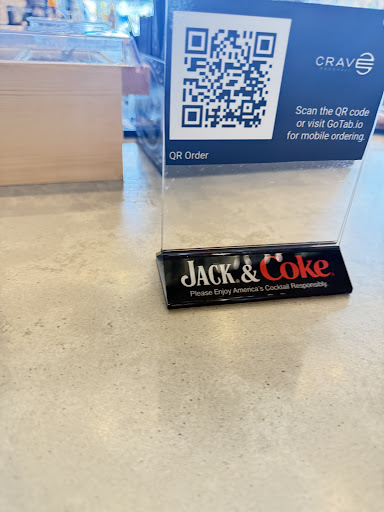 CRAVE
Scan the QR code
or visit GoTab.io
for mobile ordering.
QR Order
JACK & Coke
Please Enjoy America's Cocktail Responsibly.